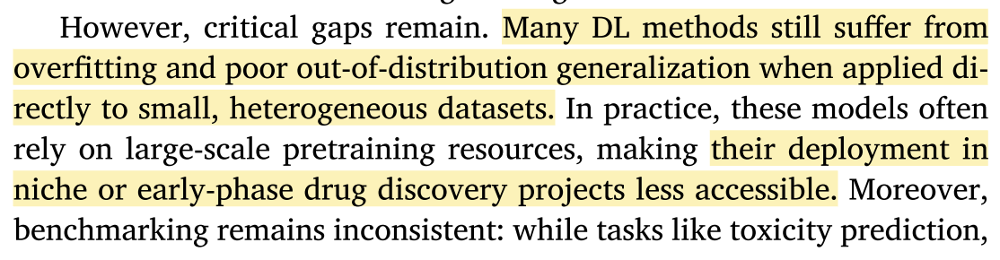 However, critical gaps remain. Many DL methods still suffer from
overfitting and poor out-of-distribution generalization when applied di-
rectly to small, heterogeneous datasets. In practice, these models often
rely on large-scale pretraining resources, making their deployment in
niche or early-phase drug discovery projects less accessible. Moreover,
benchmarking remains inconsistent: while tasks like toxicity prediction,